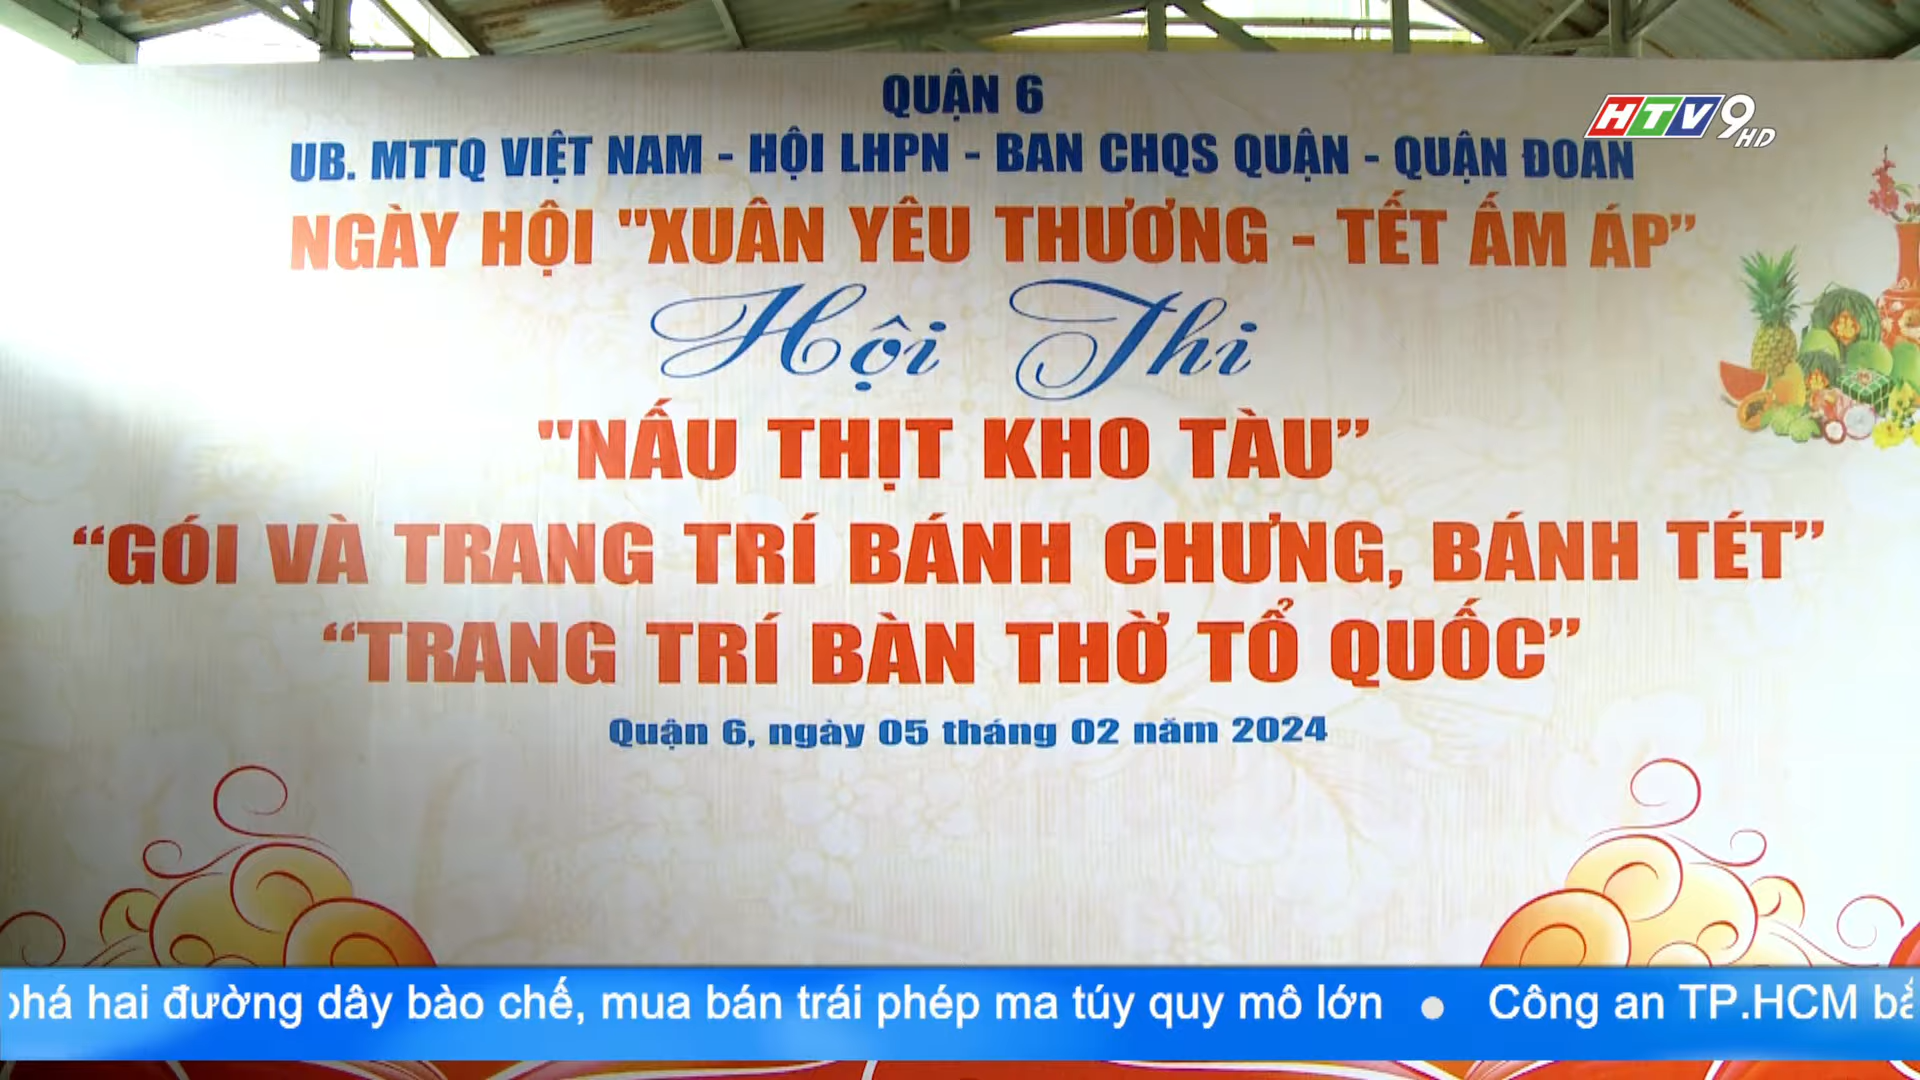 QUẬN 6
HTV9 HD
UB. MTTQ VIỆT NAM - HỘI LHPN - BAN CHQS QUẬN - QUẬN ĐOÀN
NGÀY HỘI "XUÂN YÊU THƯƠNG - TẾT ẤM ÁP”
Hội Thi
"NẤU THỊT KHO TÀU”
“GÓI VÀ TRANG TRÍ BÁNH CHƯNG, BÁNH TÉT”
“TRANG TRÍ BÀN THỜ TỔ QUỐC”
Quận 6, ngày 05 tháng 02 năm 2024
phá hai đường dây bào chế, mua bán trái phép ma túy quy mô lớn ● Công an TP.HCM